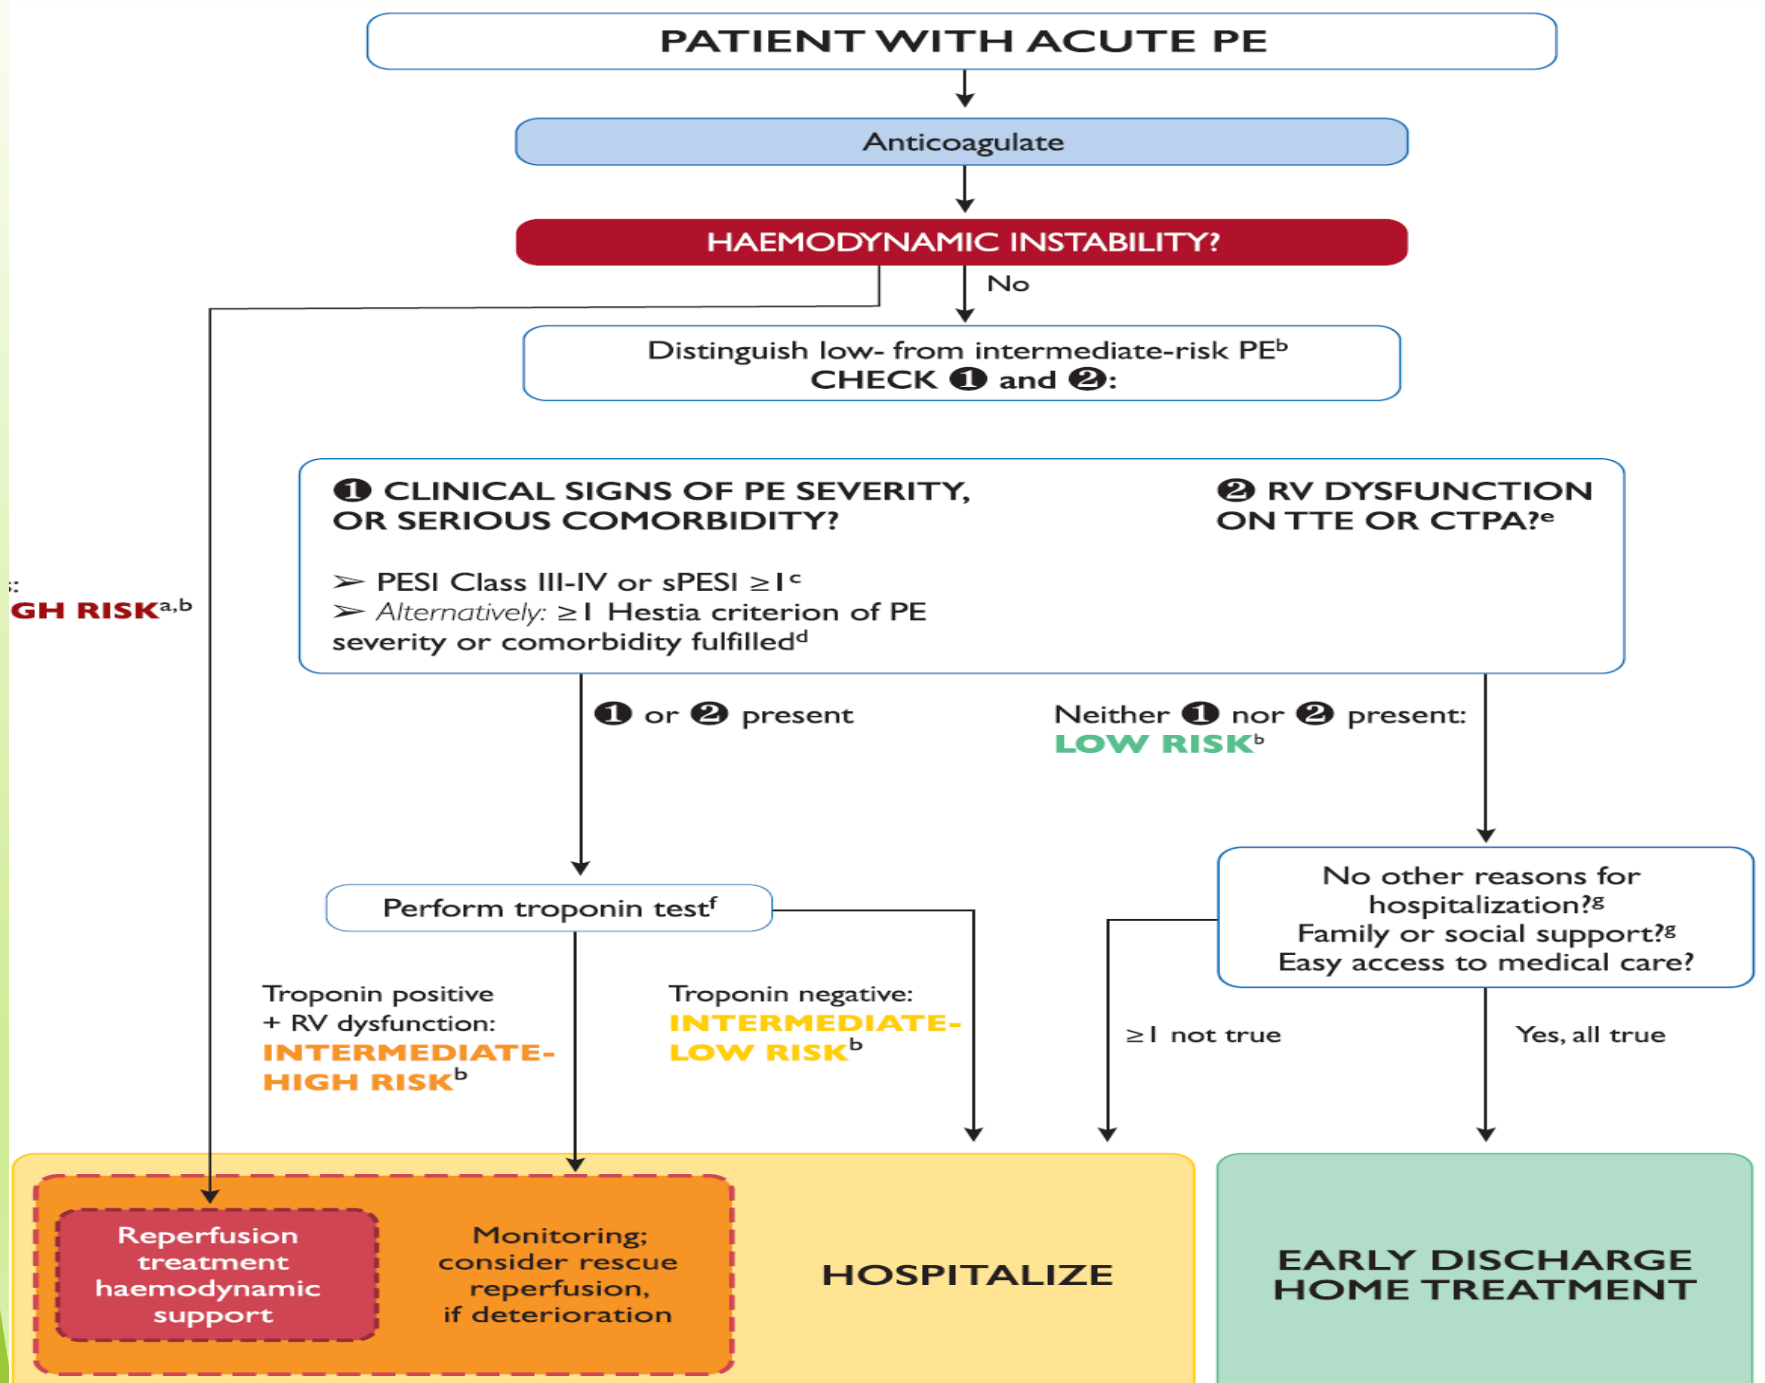 PATIENT WITH ACUTE PE
Anticoagulate
HAEMODYNAMIC INSTABILITY?
No
Distinguish low- from intermediate-risk PEᵇ
CHECK ❶ and ❷:
❶ CLINICAL SIGNS OF PE SEVERITY,
OR SERIOUS COMORBIDITY?
➢ PESI Class III-IV or sPESI ≥1ᶜ
➢ Alternatively: ≥1 Hestia criterion of PE
severity or comorbidity fulfilledᵈ
❷ RV DYSFUNCTION
ON TTE OR CTPA?ᵉ
s:
GH RISKᵃ,ᵇ
❶ or ❷ present
Neither ❶ nor ❷ present:
LOW RISKᵇ
Perform troponin testᶠ
No other reasons for
hospitalization?ᵍ
Family or social support?ᵍ
Easy access to medical care?
Troponin positive
+ RV dysfunction:
INTERMEDIATE-
HIGH RISKᵇ
Troponin negative:
INTERMEDIATE-
LOW RISKᵇ
≥1 not true
Yes, all true
Reperfusion
treatment
haemodynamic
support
Monitoring;
consider rescue
reperfusion,
if deterioration
HOSPITALIZE
EARLY DISCHARGE
HOME TREATMENT